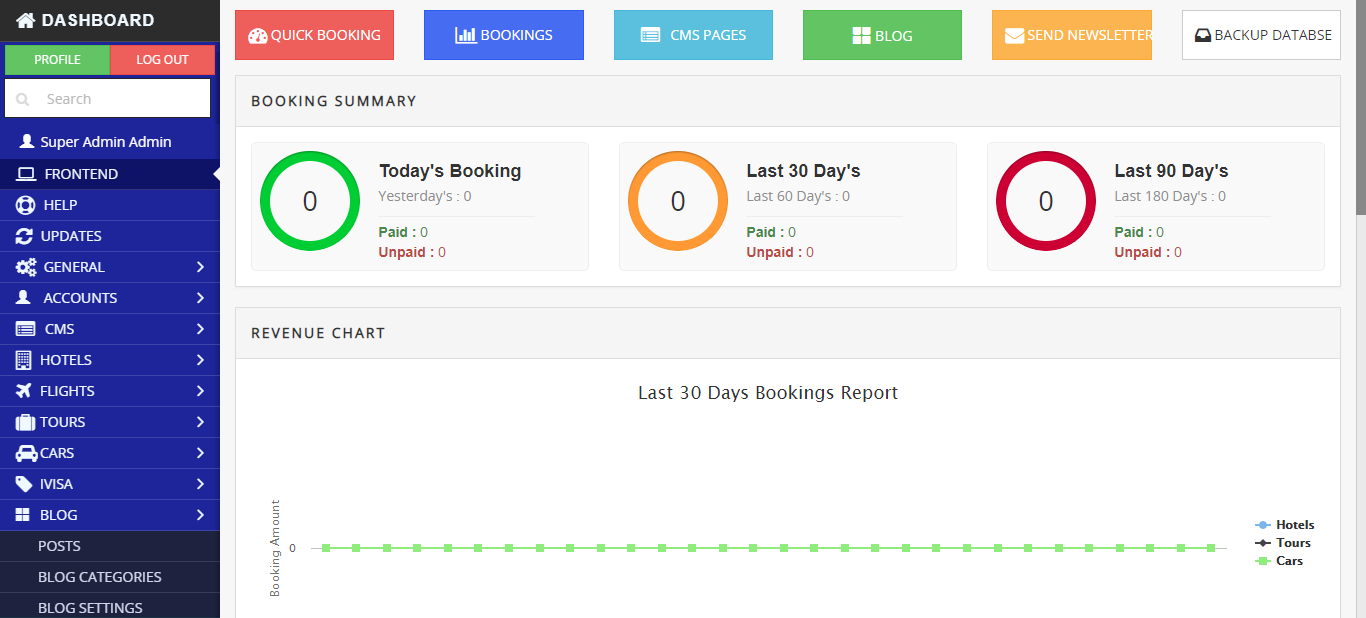 DASHBOARD
PROFILE
LOG OUT
Search
Super Admin Admin
FRONTEND
HELP
UPDATES
GENERAL
ACCOUNTS
CMS
HOTELS
FLIGHTS
TOURS
CARS
IVISA
BLOG
POSTS
BLOG CATEGORIES
BLOG SETTINGS
QUICK BOOKING
BOOKINGS
CMS PAGES
BLOG
SEND NEWSLETTER
BACKUP DATABSE
BOOKING SUMMARY
0
Today's Booking
Yesterday's : 0
Paid : 0
Unpaid : 0
0
Last 30 Day's
Last 60 Day's : 0
Paid : 0
Unpaid : 0
0
Last 90 Day's
Last 180 Day's : 0
Paid : 0
Unpaid : 0
REVENUE CHART
Last 30 Days Bookings Report
Booking Amount
0
Hotels
Tours
Cars